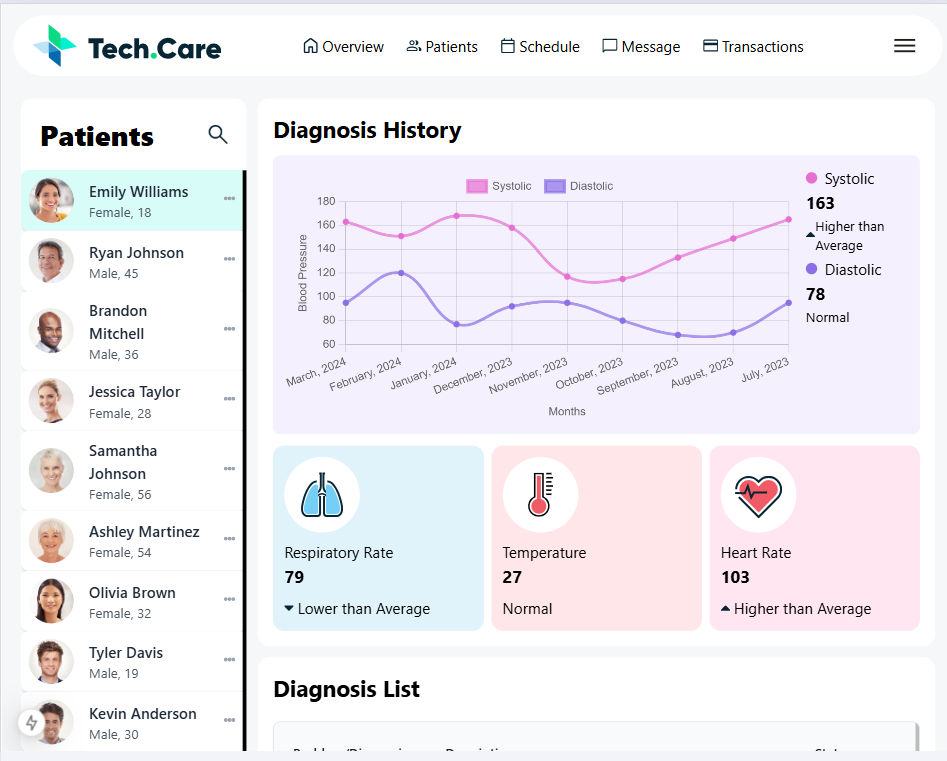 Tech.Care
Overview
Patients
Schedule
Message
Transactions
Patients
Emily Williams
Female, 18
Ryan Johnson
Male, 45
Brandon
Mitchell
Male, 36
Jessica Taylor
Female, 28
Samantha
Johnson
Female, 56
Ashley Martinez
Female, 54
Olivia Brown
Female, 32
Tyler Davis
Male, 19
Kevin Anderson
Male, 30
Diagnosis History
Systolic
Diastolic
180
160
140
120
100
80
60
Blood Pressure
March, 2024
February, 2024
January, 2024
December, 2023
November, 2023
October, 2023
September, 2023
August, 2023
July, 2023
Months
Systolic
163
Higher than
Average
Diastolic
78
Normal
Respiratory Rate
79
Lower than Average
Temperature
27
Normal
Heart Rate
103
Higher than Average
Diagnosis List